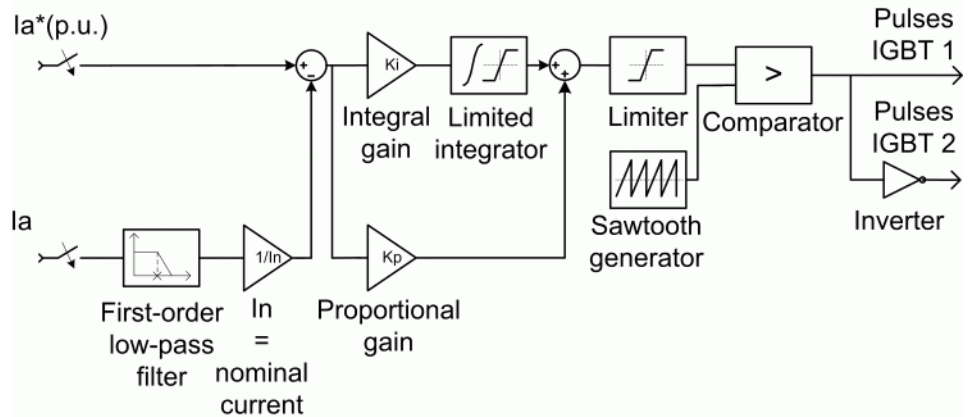 Ia*(p.u.)
Pulses
IGBT 1
+
-
Ki
+
+
>
Integral
gain
Limited
integrator
Limiter
Comparator
Pulses
IGBT 2
Ia
1/In
Kp
Sawtooth
generator
Inverter
First-order
low-pass
filter
In
=
nominal
current
Proportional
gain